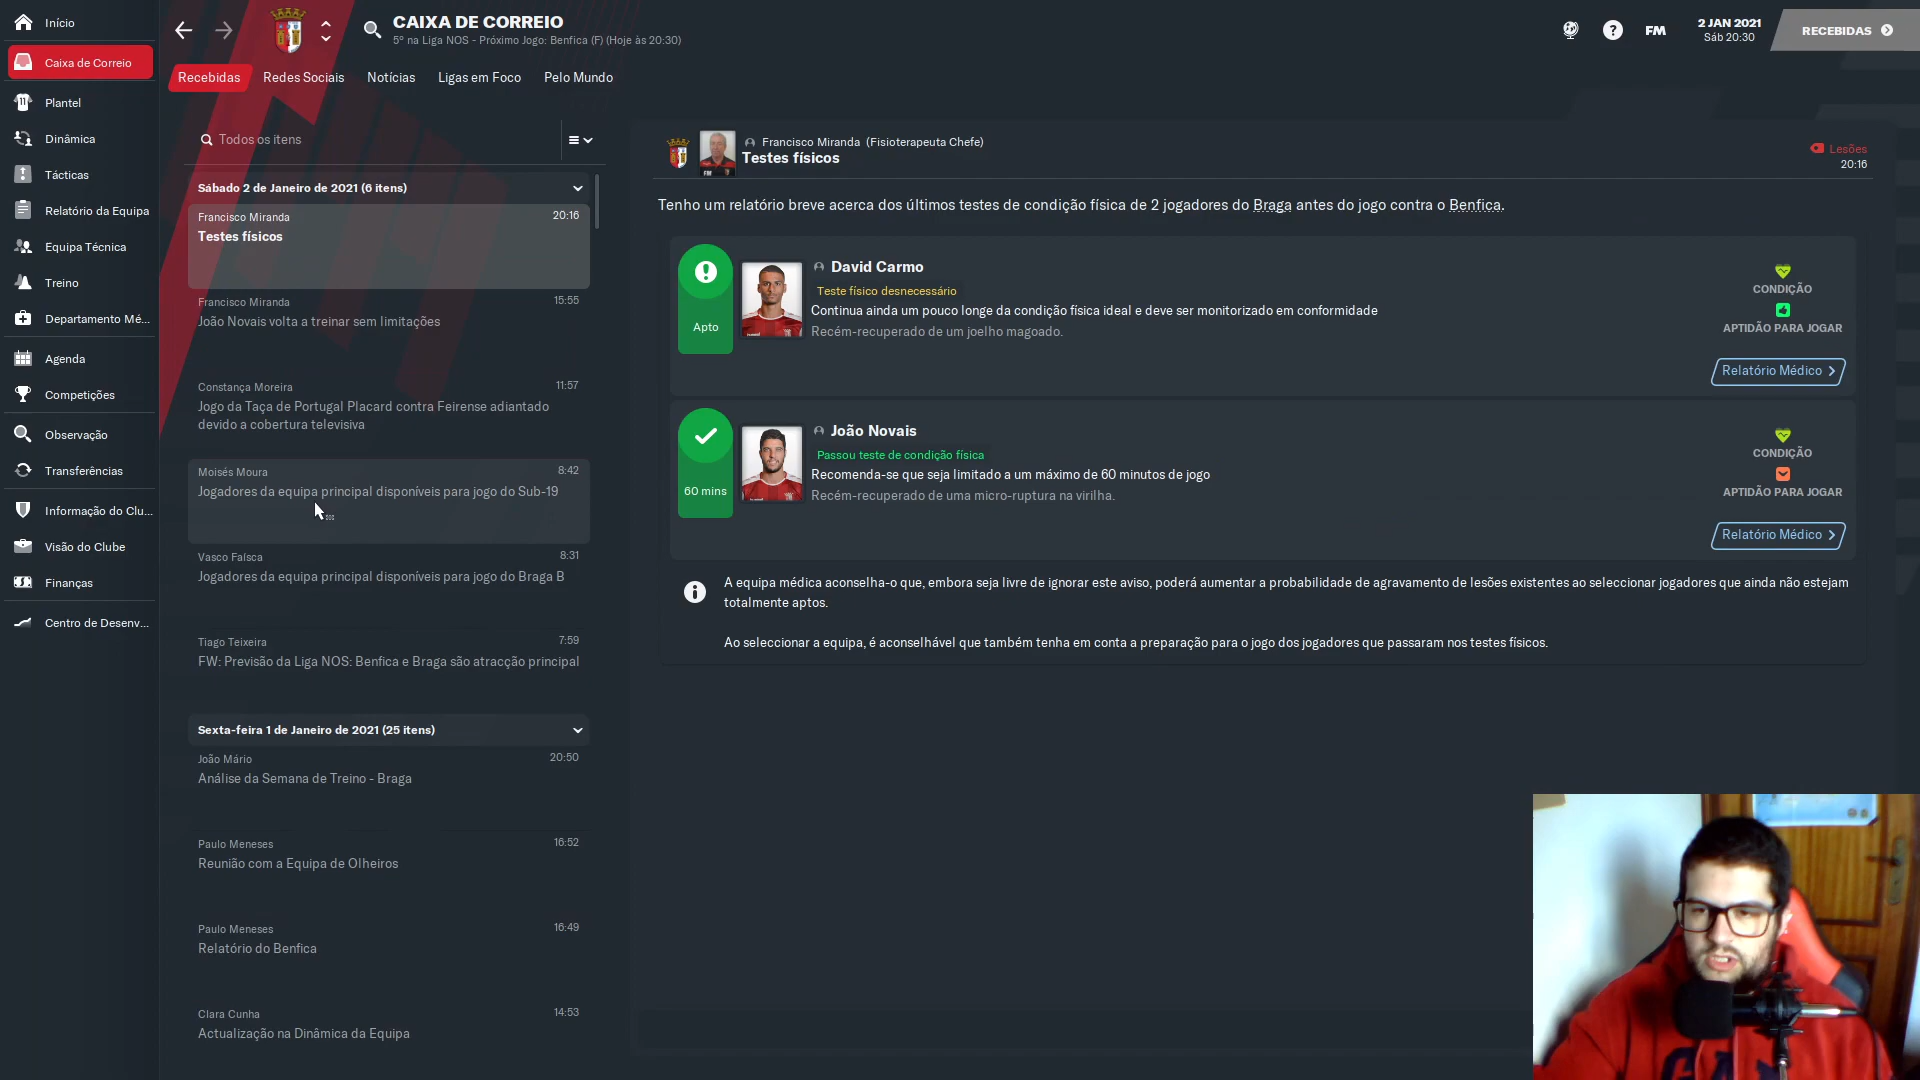 Início
Caixa de Correio
Plantel
Dinâmica
Tácticas
Relatório da Equipa
Equipa Técnica
Treino
Departamento Mé...
Agenda
Competições
Observação
Transferências
Informação do Clu...
Visão do Clube
Finanças
Centro de Desenv...
CAIXA DE CORREIO
5º na Liga NOS - Próximo Jogo: Benfica (F) (Hoje às 20:30)
FM
2 JAN 2021
Sáb 20:30
RECEBIDAS
Recebidas
Redes Sociais
Notícias
Ligas em Foco
Pelo Mundo
Todos os itens
Sábado 2 de Janeiro de 2021 (6 itens)
Francisco Miranda
20:16
Testes físicos
Francisco Miranda
15:55
João Novais volta a treinar sem limitações
Constança Moreira
11:57
Jogo da Taça de Portugal Placard contra Feirense adiantado
devido a cobertura televisiva
Moisés Moura
8:42
Jogadores da equipa principal disponíveis para jogo do Sub-19
Vasco Faísca
8:31
Jogadores da equipa principal disponíveis para jogo do Braga B
Tiago Teixeira
7:59
FW: Previsão da Liga NOS: Benfica e Braga são atracção principal
Sexta-feira 1 de Janeiro de 2021 (25 itens)
João Mário
20:50
Análise da Semana de Treino - Braga
Paulo Meneses
16:52
Reunião com a Equipa de Olheiros
Paulo Meneses
16:49
Relatório do Benfica
Clara Cunha
14:53
Actualização na Dinâmica da Equipa
Francisco Miranda (Fisioterapeuta Chefe)
Testes físicos
Lesões
20:16
Tenho um relatório breve acerca dos últimos testes de condição física de 2 jogadores do Braga antes do jogo contra o Benfica.
Apto
David Carmo
Teste físico desnecessário
Continua ainda um pouco longe da condição física ideal e deve ser monitorizado em conformidade
Recém-recuperado de um joelho magoado.
CONDIÇÃO
APTIDÃO PARA JOGAR
Relatório Médico
60 mins
João Novais
Passou teste de condição física
Recomenda-se que seja limitado a um máximo de 60 minutos de jogo
Recém-recuperado de uma micro-ruptura na virilha.
CONDIÇÃO
APTIDÃO PARA JOGAR
Relatório Médico
A equipa médica aconselha-o que, embora seja livre de ignorar este aviso, poderá aumentar a probabilidade de agravamento de lesões existentes ao seleccionar jogadores que ainda não estejam
totalmente aptos.
Ao seleccionar a equipa, é aconselhável que também tenha em conta a preparação para o jogo dos jogadores que passaram nos testes físicos.